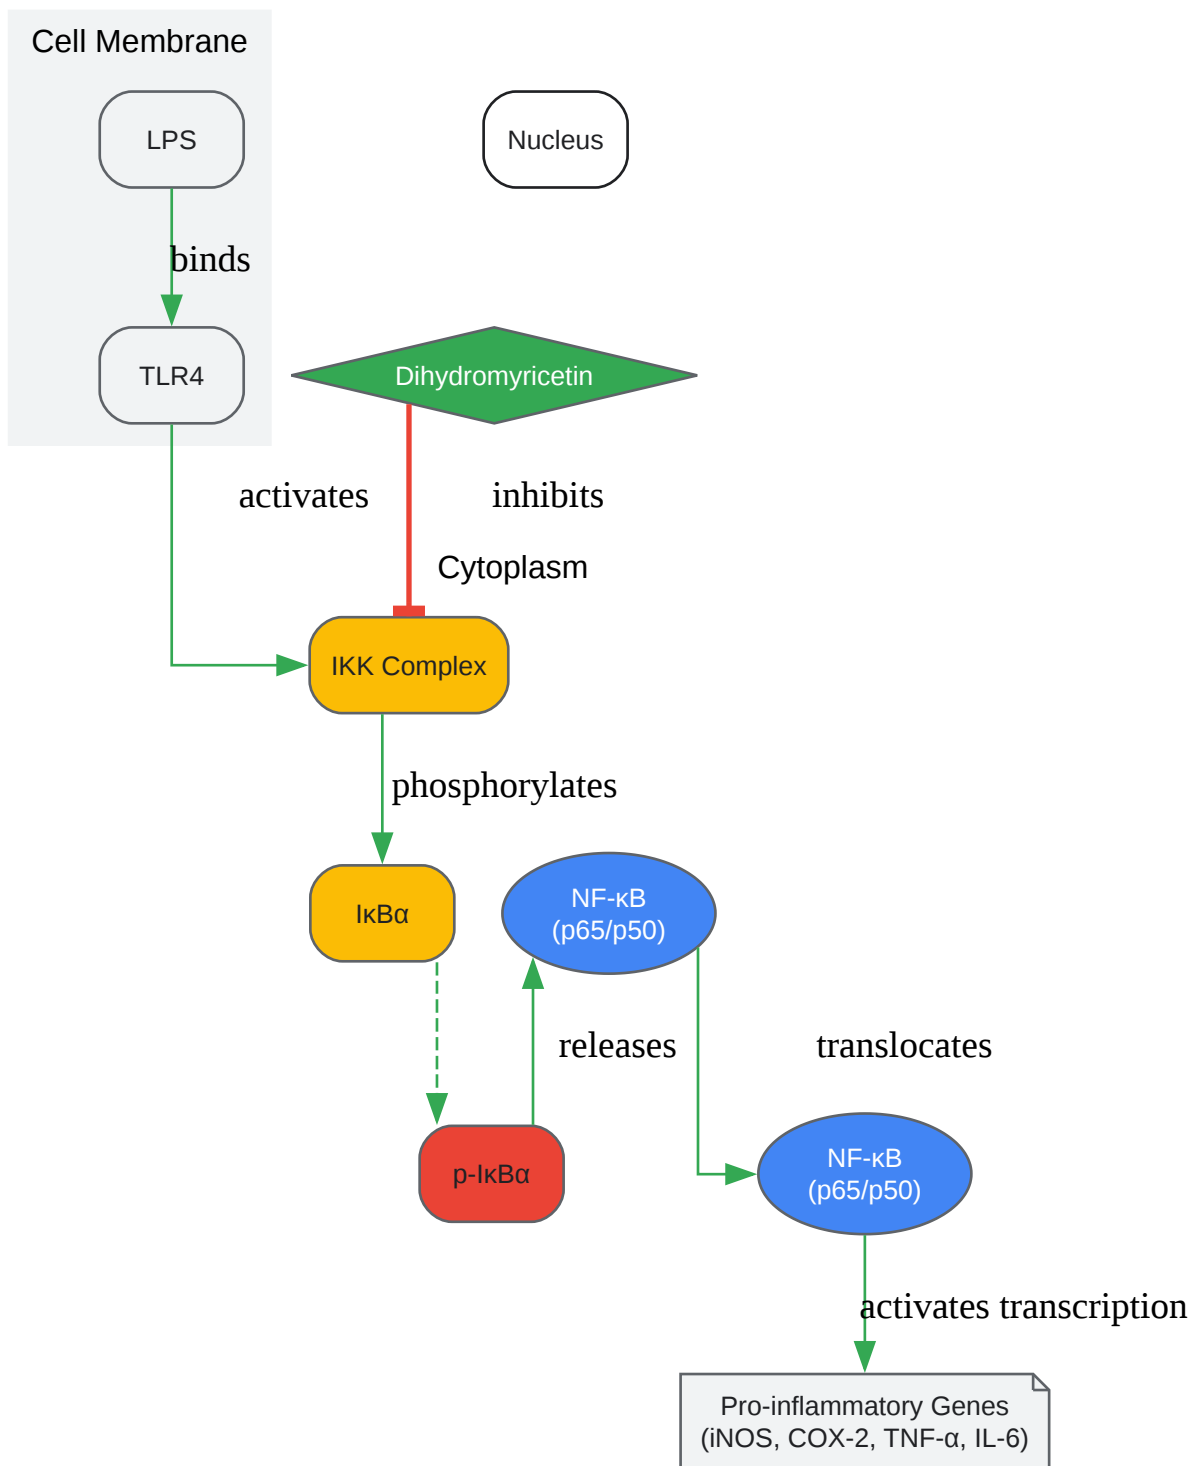 Cell Membrane
LPS
Nucleus
binds
TLR4
Dihydromyricetin
activates
inhibits
Cytoplasm
IKK Complex
phosphorylates
IκBα
NF-κB
(p65/p50)
releases
translocates
p-IκBα
NF-κB
(p65/p50)
activates transcription
Pro-inflammatory Genes
(iNOS, COX-2, TNF-α, IL-6)